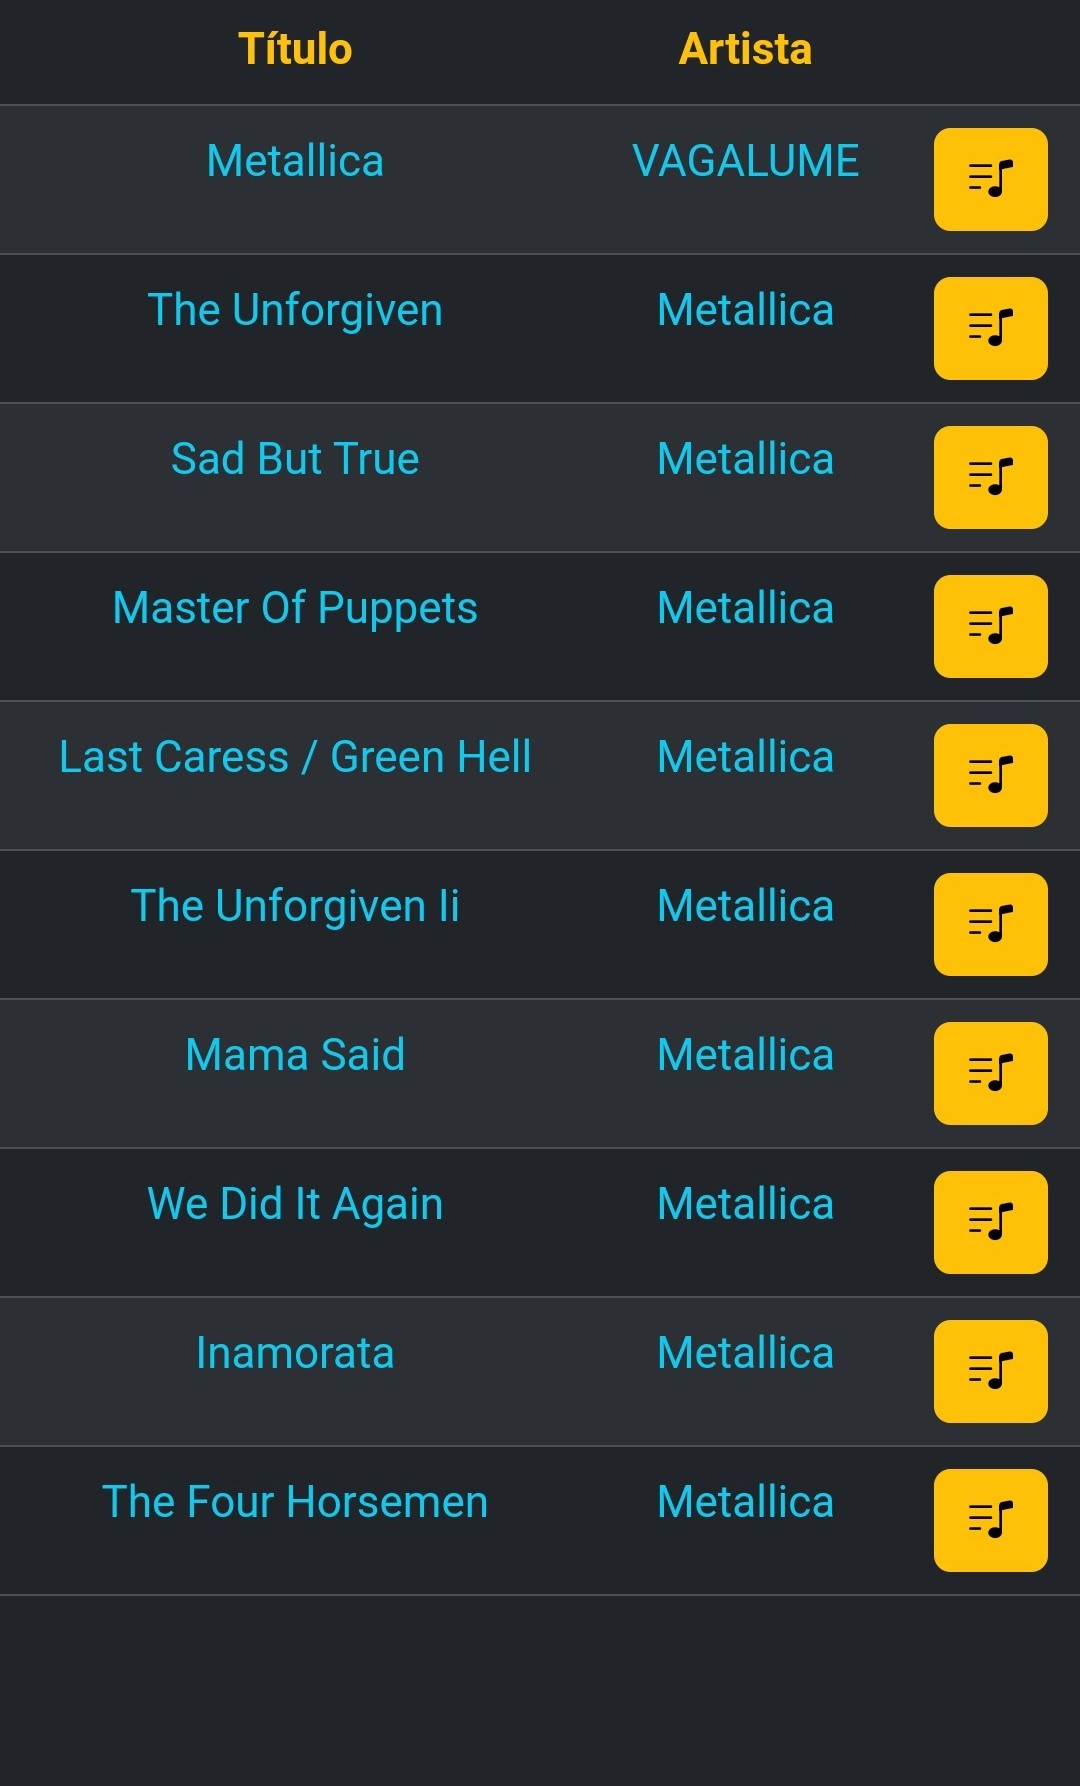 Título Artista
Metallica VAGALUME
The Unforgiven Metallica
Sad But True Metallica
Master Of Puppets Metallica
Last Caress / Green Hell Metallica
The Unforgiven Ii Metallica
Mama Said Metallica
We Did It Again Metallica
Inamorata Metallica
The Four Horsemen Metallica